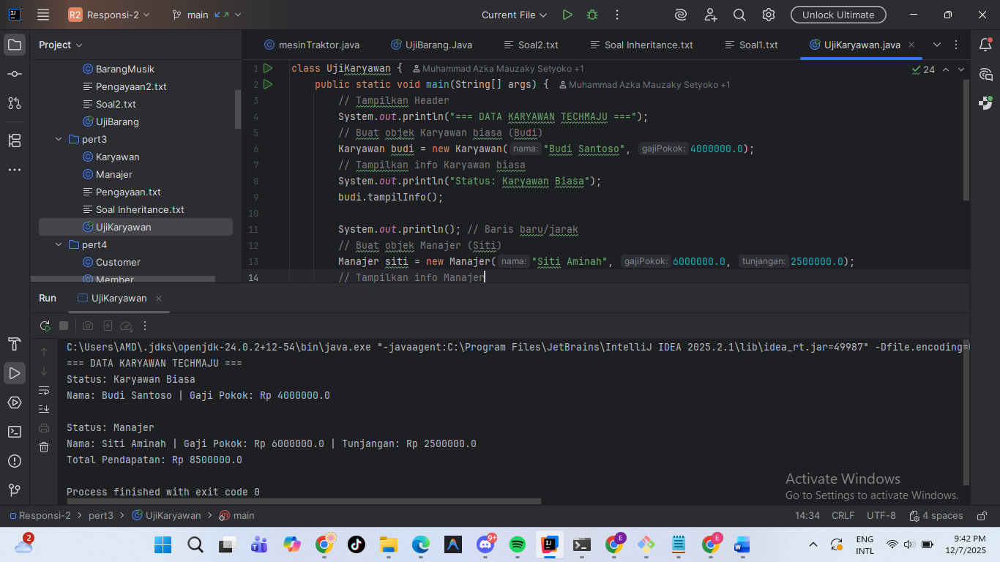 R2 Responsi-2
main
Current File
Unlock Ultimate
Project
mesinTraktor.java
UjiBarang.Java
Soal2.txt
Soal Inheritance.txt
Soal1.txt
UjiKaryawan.java
BarangMusik
Pengayaan2.txt
Soal2.txt
UjiBarang
pert3
Karyawan
Manajer
Pengayaan.txt
Soal Inheritance.txt
UjiKaryawan
pert4
Customer
Member
24
1 class UjiKaryawan { Muhammad Azka Mauzaky Setyoko +1
2 public static void main(String[] args) { Muhammad Azka Mauzaky Setyoko +1
3 // Tampilkan Header
4 System.out.println("=== DATA KARYAWAN TECHMAJU ===");
5 // Buat objek Karyawan biasa (Budi)
6 Karyawan budi = new Karyawan( nama: "Budi Santoso", gajiPokok: 4000000.0);
7 // Tampilkan info Karyawan biasa
8 System.out.println("Status: Karyawan Biasa");
9 budi.tampilInfo();
10
11 System.out.println(); // Baris baru/jarak
12 // Buat objek Manajer (Siti)
13 Manajer siti = new Manajer( nama: "Siti Aminah", gajiPokok: 6000000.0, tunjangan: 2500000.0);
14 // Tampilkan info Manajer
Run
UjiKaryawan
C:\Users\AMD\.jdks\openjdk-24.0.2+12-54\bin\java.exe "-javaagent:C:\Program Files\JetBrains\IntelliJ IDEA 2025.2.1\lib\idea_rt.jar=49987" -Dfile.encoding=
=== DATA KARYAWAN TECHMAJU ===
Status: Karyawan Biasa
Nama: Budi Santoso | Gaji Pokok: Rp 4000000.0
Status: Manajer
Nama: Siti Aminah | Gaji Pokok: Rp 6000000.0 | Tunjangan: Rp 2500000.0
Total Pendapatan: Rp 8500000.0
Process finished with exit code 0
Activate Windows
Go to Settings to activate Windows.
Responsi-2 > pert3 > UjiKaryawan > main
14:34 CRLF UTF-8 4 spaces
2
9+
E
E
ENG
INTL
9:42 PM
12/7/2025